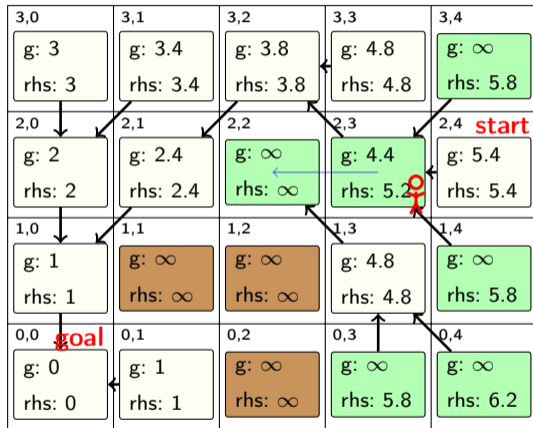 3,0 3,1 3,2 3,3 3,4
g: 3 g: 3.4 g: 3.8 g: 4.8 g: ∞
rhs: 3 rhs: 3.4 rhs: 3.8 rhs: 4.8 rhs: 5.8
2,0 2,1 2,2 2,3 2,4 start
g: 2 g: 2.4 g: ∞ g: 4.4 g: 5.4
rhs: 2 rhs: 2.4 rhs: ∞ rhs: 5.2 rhs: 5.4
1,0 1,1 1,2 1,3 1,4
g: 1 g: ∞ g: ∞ g: 4.8 g: ∞
rhs: 1 rhs: ∞ rhs: ∞ rhs: 4.8 rhs: 5.8
0,0 goal 0,1 0,2 0,3 0,4
g: 0 g: 1 g: ∞ g: ∞ g: ∞
rhs: 0 rhs: 1 rhs: ∞ rhs: 5.8 rhs: 6.2